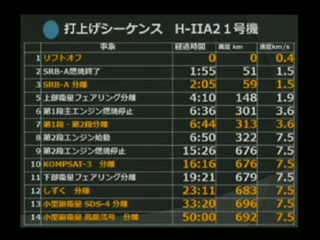 打上げシーケンス H-IIA21号機
事象 経過時間 高度 km 速度km/s
1 リフトオフ 0 0 0.4
2 SRB-A燃焼終了 1:55 51 1.5
3 SRB-A 分離 2:05 59 1.5
5 上部衛星フェアリング分離 4:10 148 1.9
6 第1段主エンジン燃焼停止 6:36 301 3.6
7 第1段・第2段分離 6:44 313 3.6
8 第2段エンジン始動 6:50 322 7.5
9 第2段エンジン燃焼停止 15:26 676 7.5
10 KOMPSAT-3 分離 16:16 676 7.5
11 下部衛星フェアリング分離 19:21 679 7.5
12 しずく 分離 23:11 683 7.5
13 小型副衛星 SDS-4 分離 33:20 696 7.5
14 小型副衛星 鳳龍弐号 分離 50:00 692 7.5